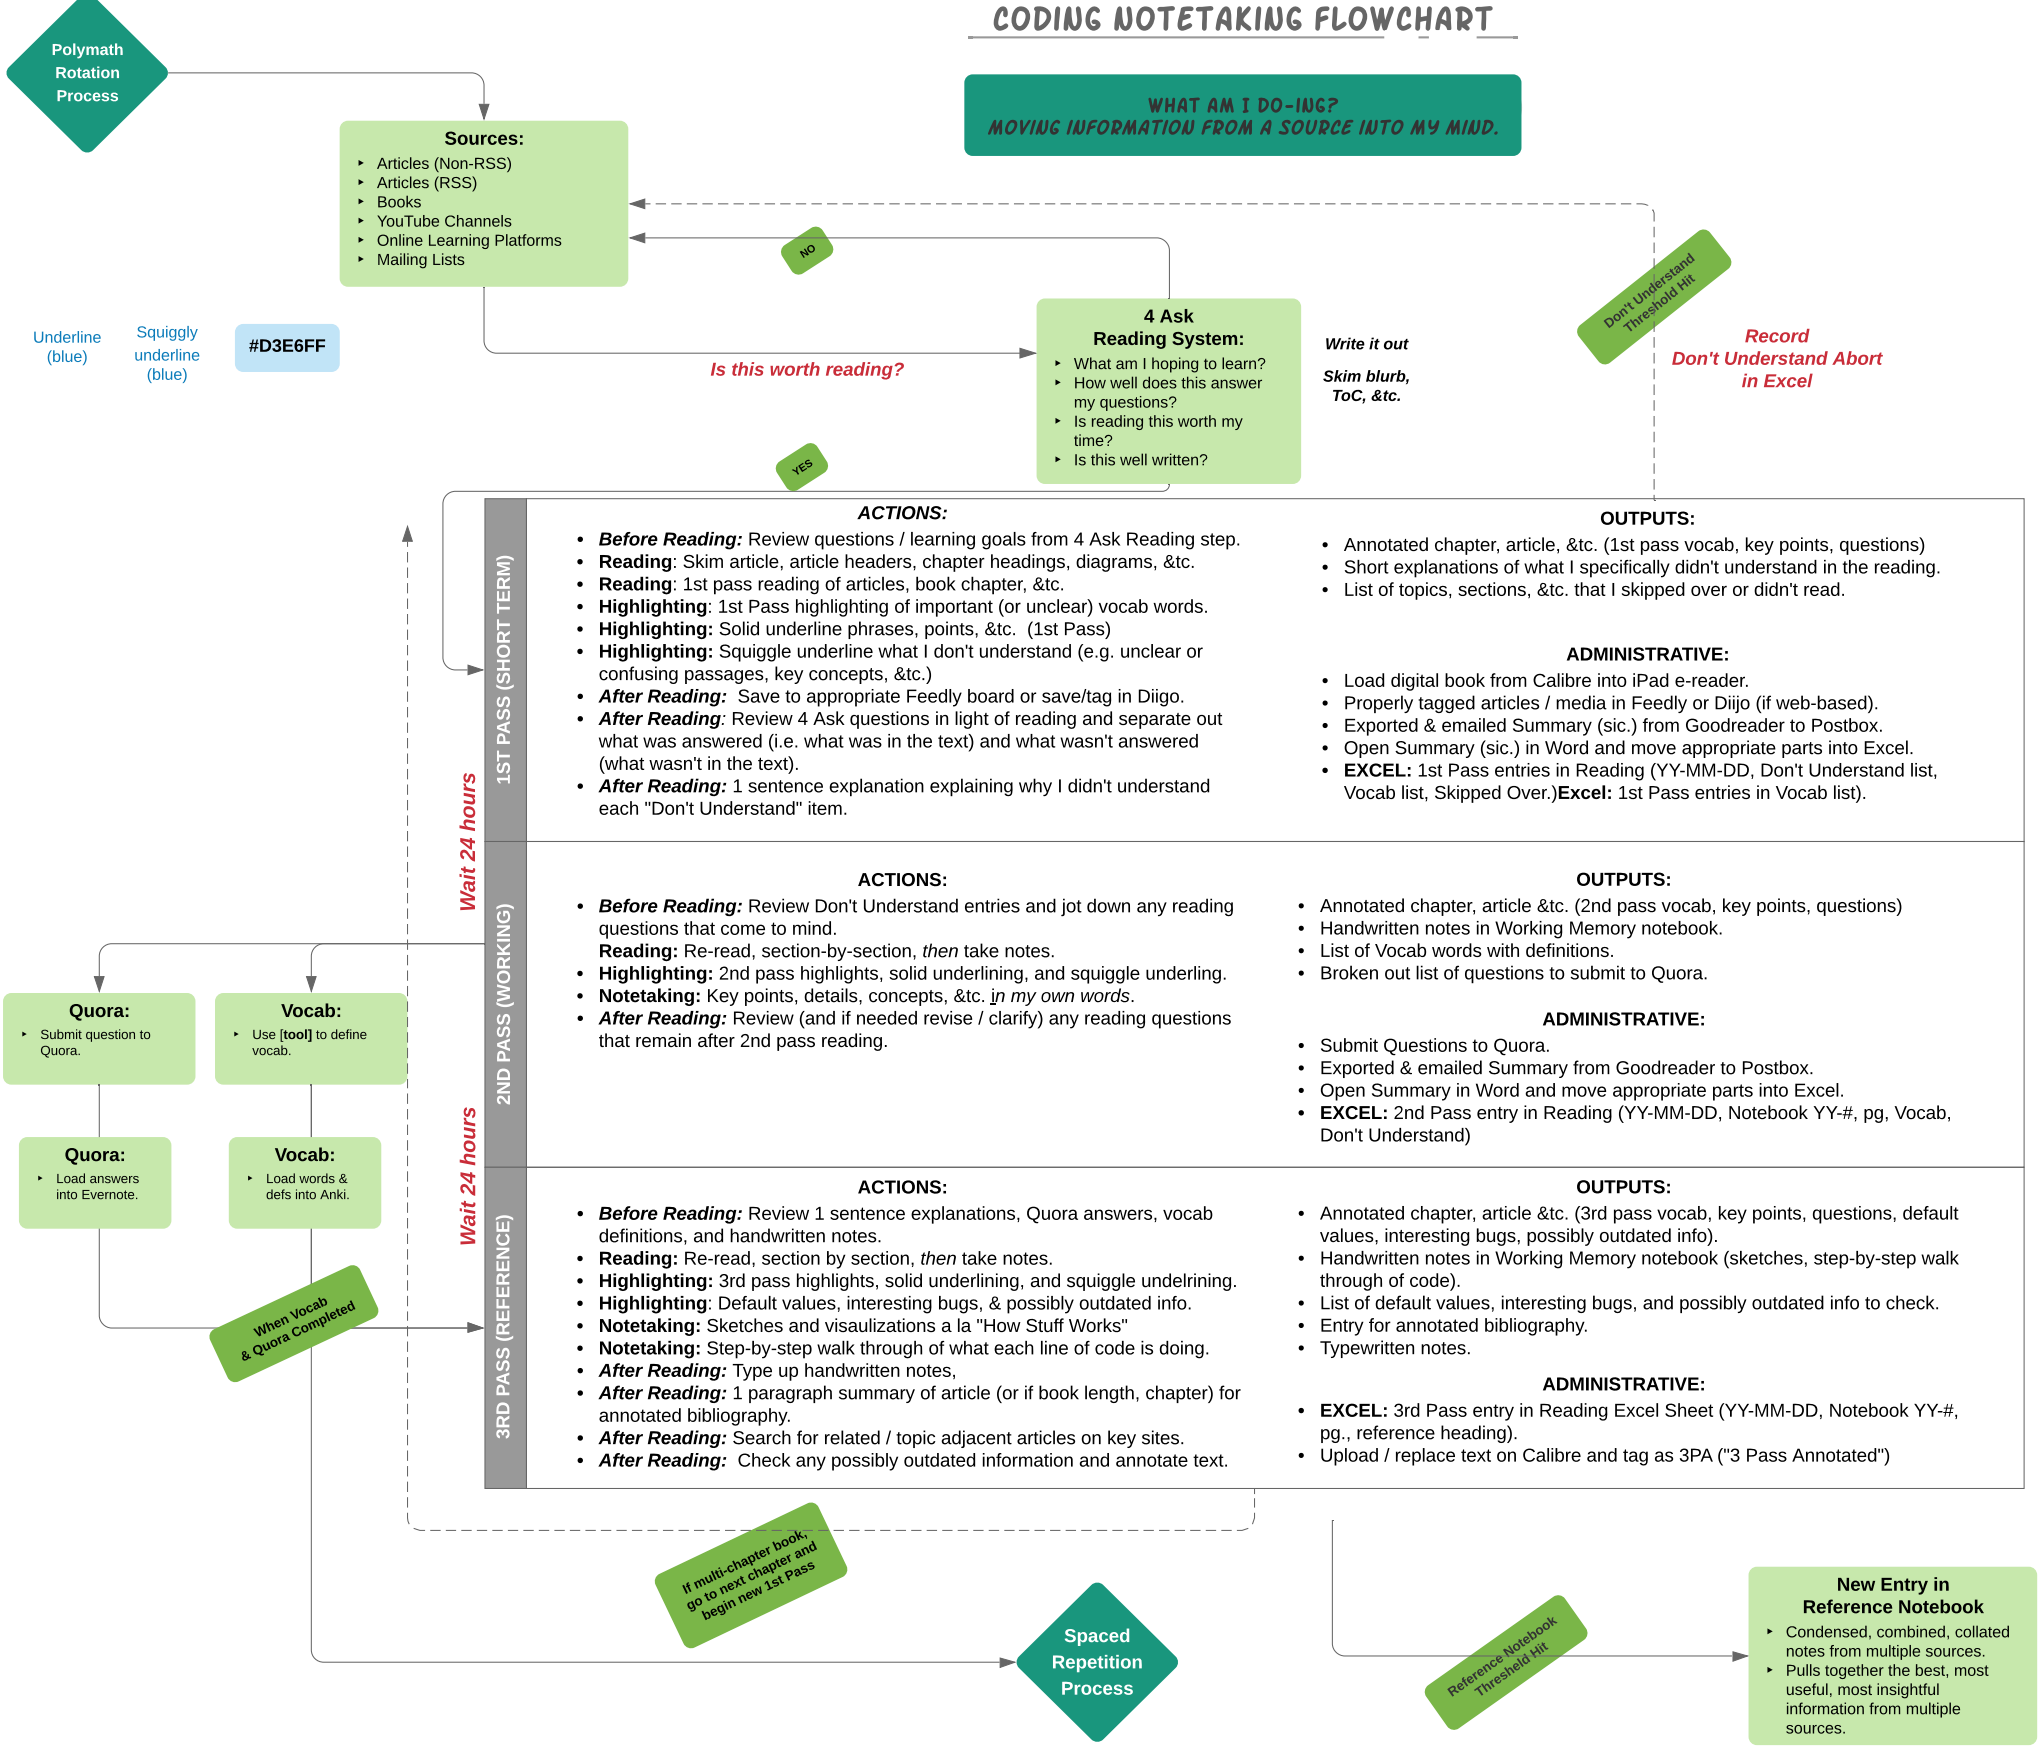 CODING NOTETAKING FLOWCHART
Polymath
Rotation
Process
WHAT AM I DO-ING?
MOVING INFORMATION FROM A SOURCE INTO MY MIND.
Sources:
‣ Articles (Non-RSS)
‣ Articles (RSS)
‣ Books
‣ YouTube Channels
‣ Online Learning Platforms
‣ Mailing Lists
NO
Don't Understand
Threshold Hit
Record
Don't Understand Abort
in Excel
Underline
(blue)
Squiggly
underline
(blue)
#D3E6FF
Is this worth reading?
4 Ask
Reading System:
‣ What am I hoping to learn?
‣ How well does this answer
my questions?
‣ Is reading this worth my
time?
‣ Is this well written?
Write it out
Skim blurb,
ToC, &tc.
YES
1ST PASS (SHORT TERM)
ACTIONS:
• Before Reading: Review questions / learning goals from 4 Ask Reading step.
• Reading: Skim article, article headers, chapter headings, diagrams, &tc.
• Reading: 1st pass reading of articles, book chapter, &tc.
• Highlighting: 1st Pass highlighting of important (or unclear) vocab words.
• Highlighting: Solid underline phrases, points, &tc.  (1st Pass)
• Highlighting: Squiggle underline what I don't understand (e.g. unclear or
confusing passages, key concepts, &tc.)
• After Reading:  Save to appropriate Feedly board or save/tag in Diigo.
• After Reading: Review 4 Ask questions in light of reading and separate out
what was answered (i.e. what was in the text) and what wasn't answered
(what wasn't in the text).
• After Reading: 1 sentence explanation explaining why I didn't understand
each "Don't Understand" item.
OUTPUTS:
• Annotated chapter, article, &tc. (1st pass vocab, key points, questions)
• Short explanations of what I specifically didn't understand in the reading.
• List of topics, sections, &tc. that I skipped over or didn't read.
ADMINISTRATIVE:
• Load digital book from Calibre into iPad e-reader.
• Properly tagged articles / media in Feedly or Diijo (if web-based).
• Exported & emailed Summary (sic.) from Goodreader to Postbox.
• Open Summary (sic.) in Word and move appropriate parts into Excel.
• EXCEL: 1st Pass entries in Reading (YY-MM-DD, Don't Understand list,
Vocab list, Skipped Over.)Excel: 1st Pass entries in Vocab list).
Wait 24 hours
2ND PASS (WORKING)
ACTIONS:
• Before Reading: Review Don't Understand entries and jot down any reading
questions that come to mind.
Reading: Re-read, section-by-section, then take notes.
• Highlighting: 2nd pass highlights, solid underlining, and squiggle underling.
• Notetaking: Key points, details, concepts, &tc. in my own words.
• After Reading: Review (and if needed revise / clarify) any reading questions
that remain after 2nd pass reading.
OUTPUTS:
• Annotated chapter, article &tc. (2nd pass vocab, key points, questions)
• Handwritten notes in Working Memory notebook.
• List of Vocab words with definitions.
• Broken out list of questions to submit to Quora.
ADMINISTRATIVE:
• Submit Questions to Quora.
• Exported & emailed Summary from Goodreader to Postbox.
• Open Summary in Word and move appropriate parts into Excel.
• EXCEL: 2nd Pass entry in Reading (YY-MM-DD, Notebook YY-#, pg, Vocab,
Don't Understand)
Quora:
‣ Submit question to
Quora.
Vocab:
‣ Use [tool] to define
vocab.
Quora:
‣ Load answers
into Evernote.
Vocab:
‣ Load words &
defs into Anki.
Wait 24 hours
When Vocab
& Quora Completed
3RD PASS (REFERENCE)
ACTIONS:
• Before Reading: Review 1 sentence explanations, Quora answers, vocab
definitions, and handwritten notes.
• Reading: Re-read, section by section, then take notes.
• Highlighting: 3rd pass highlights, solid underlining, and squiggle undelrining.
• Highlighting: Default values, interesting bugs, & possibly outdated info.
• Notetaking: Sketches and visaulizations a la "How Stuff Works"
• Notetaking: Step-by-step walk through of what each line of code is doing.
• After Reading: Type up handwritten notes,
• After Reading: 1 paragraph summary of article (or if book length, chapter) for
annotated bibliography.
• After Reading: Search for related / topic adjacent articles on key sites.
• After Reading:  Check any possibly outdated information and annotate text.
OUTPUTS:
• Annotated chapter, article &tc. (3rd pass vocab, key points, questions, default
values, interesting bugs, possibly outdated info).
• Handwritten notes in Working Memory notebook (sketches, step-by-step walk
through of code).
• List of default values, interesting bugs, and possibly outdated info to check.
• Entry for annotated bibliography.
• Typewritten notes.
ADMINISTRATIVE:
• EXCEL: 3rd Pass entry in Reading Excel Sheet (YY-MM-DD, Notebook YY-#,
pg., reference heading).
• Upload / replace text on Calibre and tag as 3PA ("3 Pass Annotated")
If multi-chapter book,
go to next chapter and
begin new 1st Pass
Spaced
Repetition
Process
Reference Notebook
Thresheld Hit
New Entry in
Reference Notebook
‣ Condensed, combined, collated
notes from multiple sources.
‣ Pulls together the best, most
useful, most insightful
information from multiple
sources.